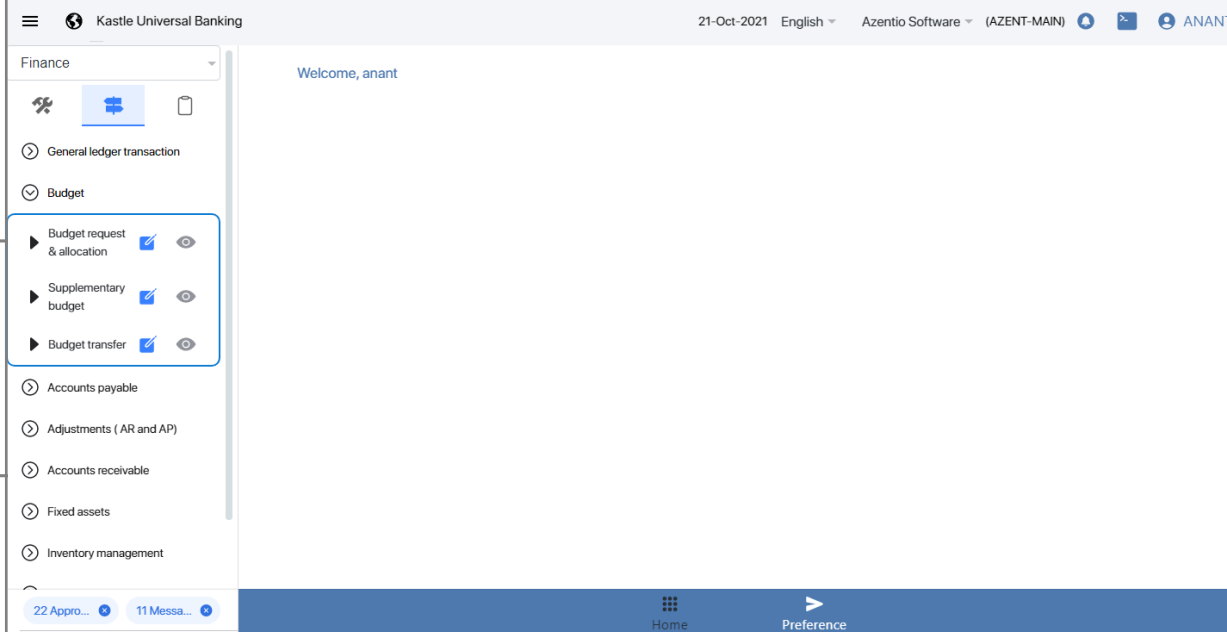 Kastle Universal Banking
21-Oct-2021 English Azentio Software (AZENT-MAIN) ANANT
Finance
Welcome, anant
General ledger transaction
Budget
Budget request
& allocation
Supplementary
budget
Budget transfer
Accounts payable
Adjustments ( AR and AP)
Accounts receivable
Fixed assets
Inventory management
22 Appro... 11 Messa...
Home Preference